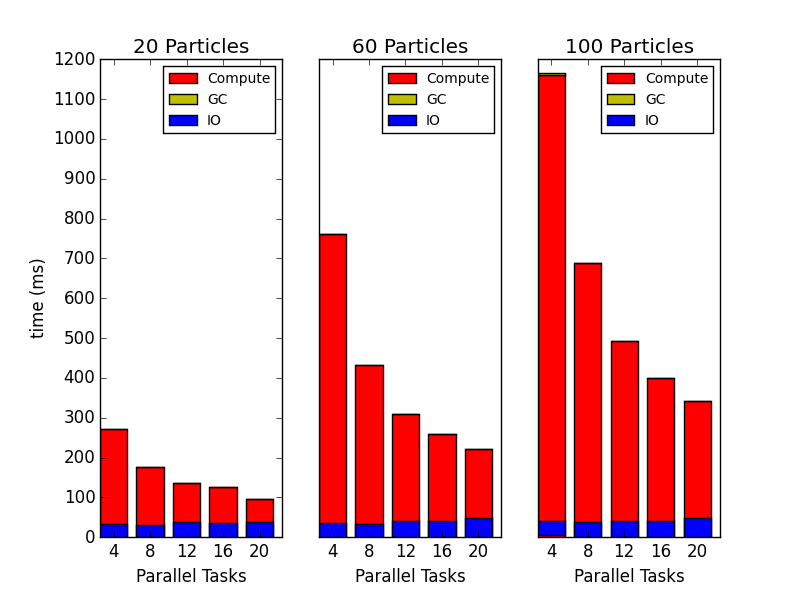 20 Particles
60 Particles
100 Particles
1200
1100
1000
900
800
700
600
500
400
300
200
100
0
time (ms)
Compute
GC
IO
Compute
GC
IO
Compute
GC
IO
4 8 12 16 20
4 8 12 16 20
4 8 12 16 20
Parallel Tasks
Parallel Tasks
Parallel Tasks